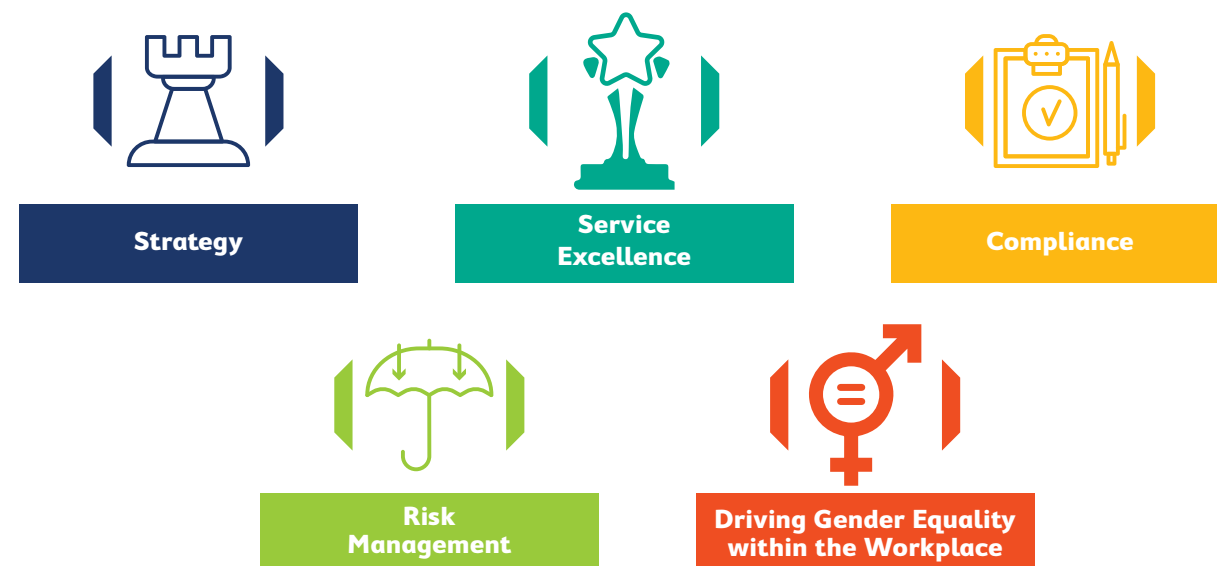 Strategy
Service
Excellence
Compliance
Risk
Management
Driving Gender Equality
within the Workplace